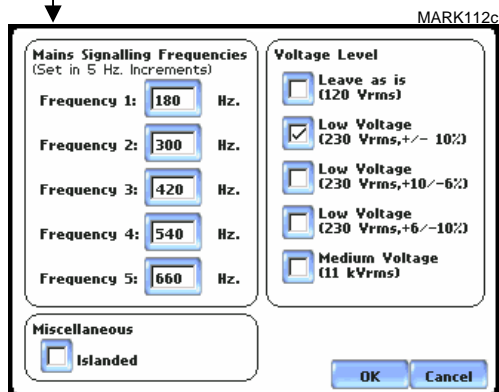 MARK112c
Mains Signalling Frequencies
(Set in 5 Hz. Increments)
Frequency 1: 180 Hz.
Frequency 2: 300 Hz.
Frequency 3: 420 Hz.
Frequency 4: 540 Hz.
Frequency 5: 660 Hz.
Voltage Level
Leave as is
(120 Vrms)
Low Voltage
(230 Vrms,+/- 10%)
Low Voltage
(230 Vrms,+10/-6%)
Low Voltage
(230 Vrms,+6/-10%)
Medium Voltage
(11 kVrms)
Miscellaneous
Islanded
OK Cancel